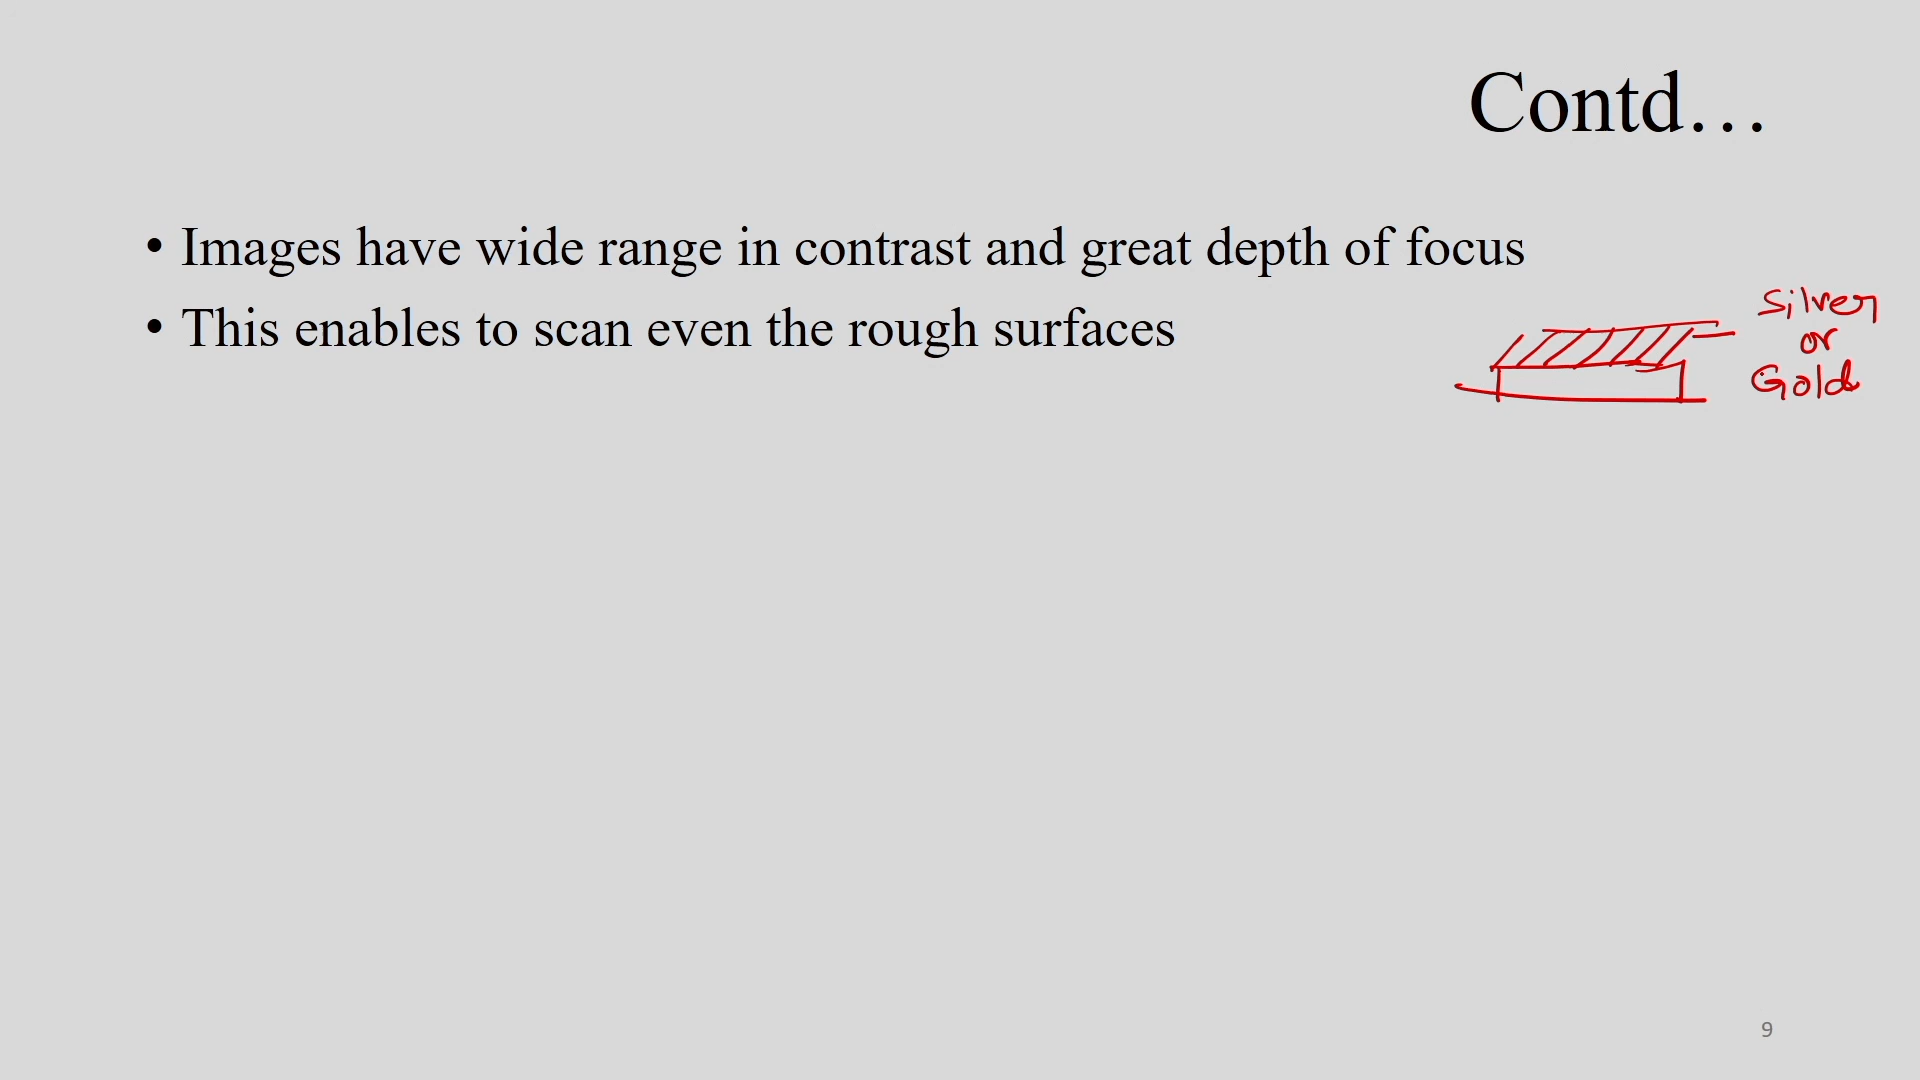 Contd…
• Images have wide range in contrast and great depth of focus
• This enables to scan even the rough surfaces
Silver
or
Gold
9